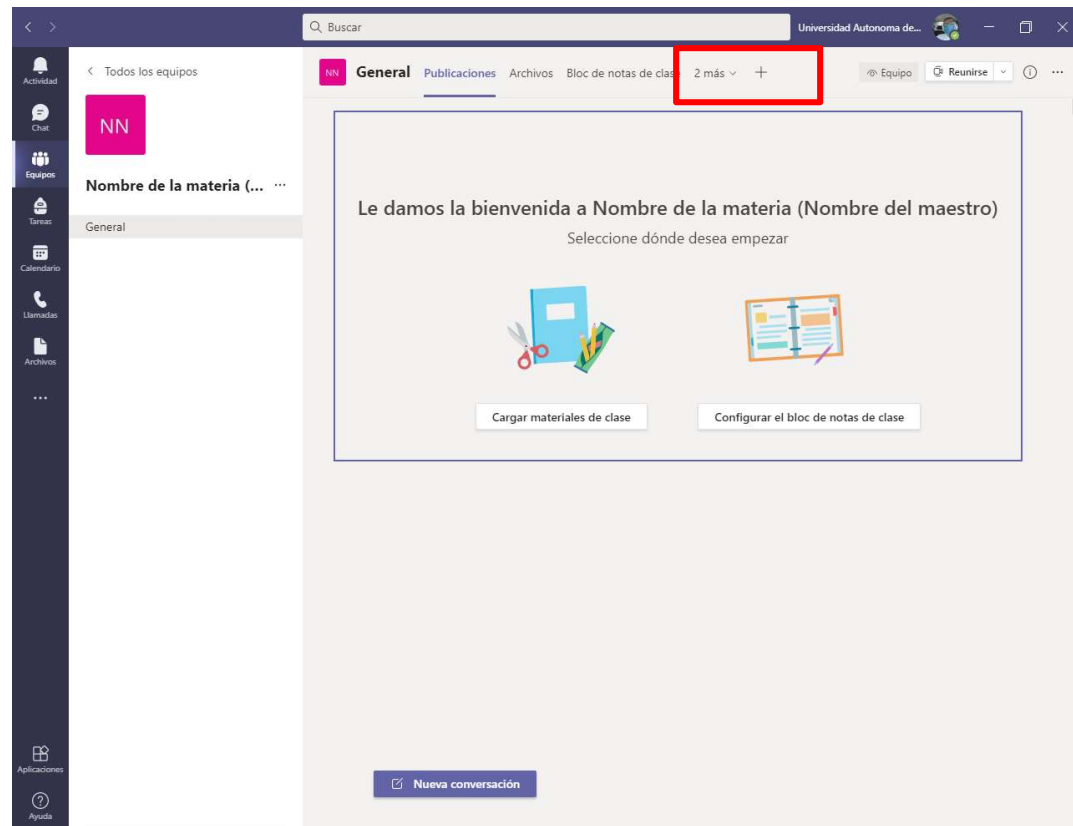 Buscar
Universidad Autonoma de...
Actividad
Chat
Equipos
Tareas
Calendario
Llamadas
Archivos
Aplicaciones
Ayuda
< Todos los equipos
NN
Nombre de la materia (... ...
General
NN General Publicaciones Archivos Bloc de notas de clase 2 más +
Equipo Reunirse ...
Le damos la bienvenida a Nombre de la materia (Nombre del maestro)
Seleccione dónde desea empezar
Cargar materiales de clase
Configurar el bloc de notas de clase
Nueva conversación